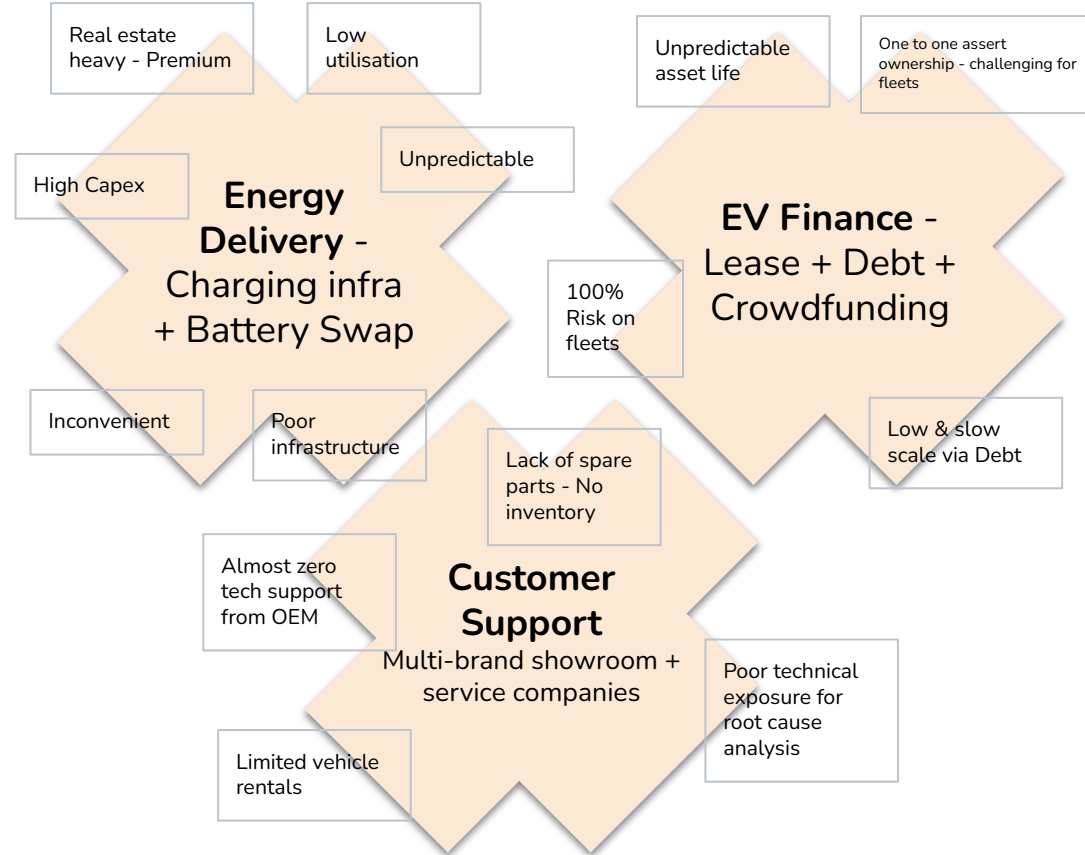 Real estate
heavy - Premium
Low
utilisation
High Capex
Unpredictable
Energy
Delivery -
Charging infra
+ Battery Swap
Inconvenient
Poor
infrastructure
Unpredictable
asset life
One to one assert
ownership - challenging for
fleets
EV Finance -
Lease + Debt +
Crowdfunding
100%
Risk on
fleets
Low & slow
scale via Debt
Lack of spare
parts - No
inventory
Almost zero
tech support
from OEM
Customer
Support
Multi-brand showroom +
service companies
Poor technical
exposure for
root cause
analysis
Limited vehicle
rentals